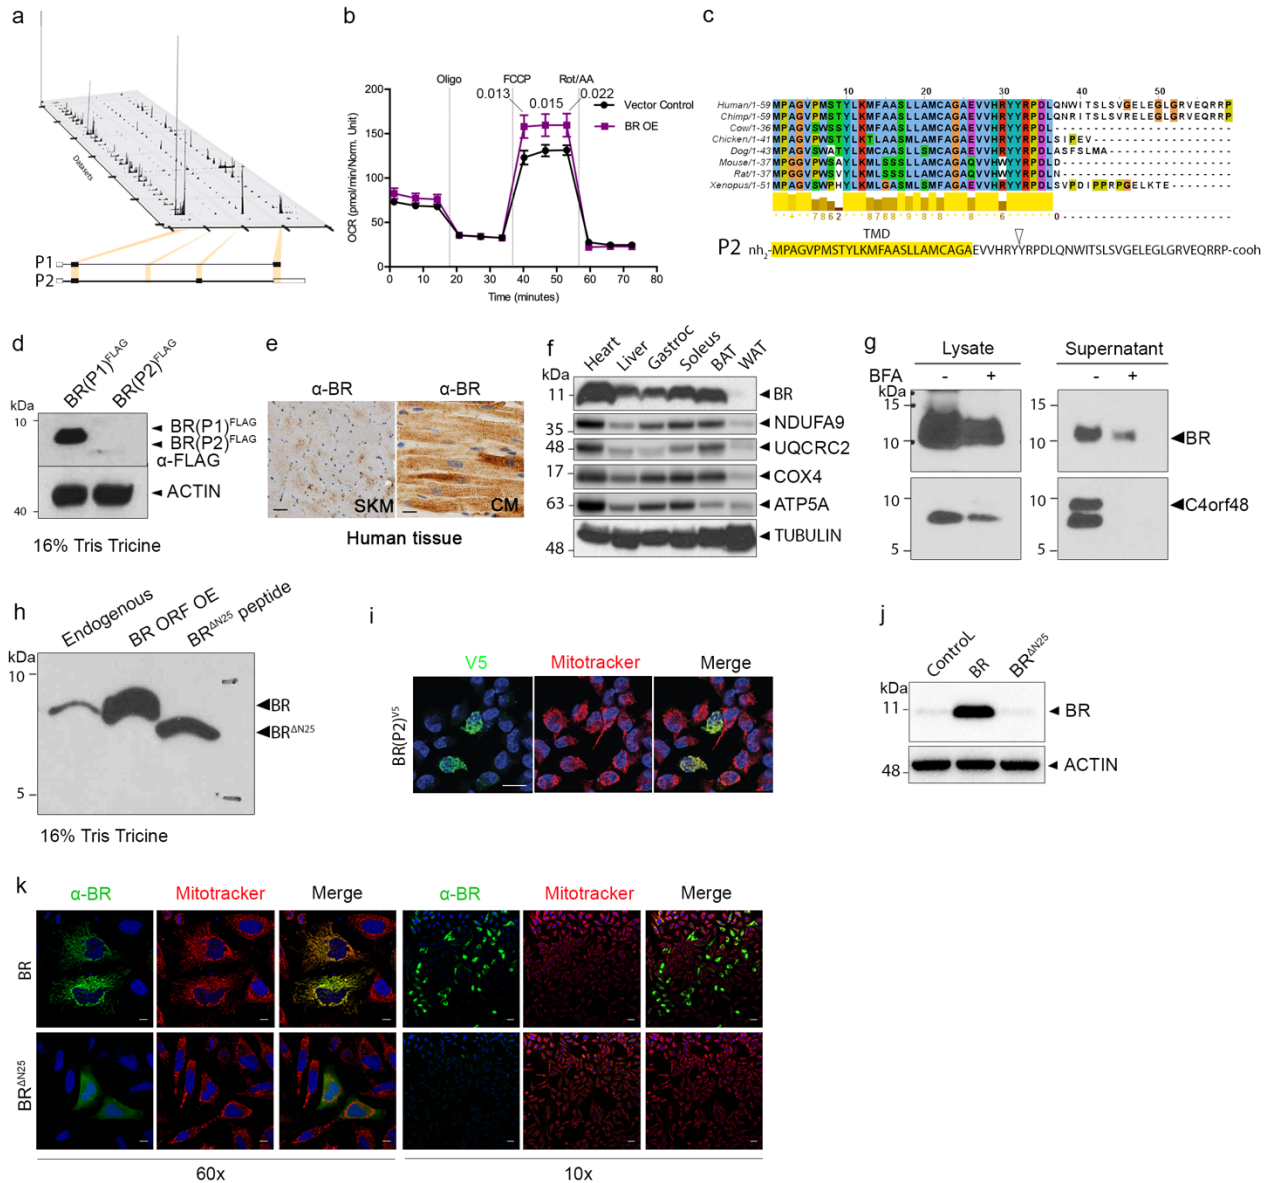 a
Datasets
P1
P2
b
Oligo
FCCP
Rot/AA
0.013
0.015
0.022
Vector Control
BR OE
200
150
100
50
0
OCR (pmol/min/Norm. Unit)
0 10 20 30 40 50 60 70 80
Time (minutes)
c
10 20 30 40 50
Human/1-59 MPAGVPMSTYLKMFAASLLAMCAGAEVVHRYYRPDLQNWITSLSVGELEGLGRVEQRRP
Chimp/1-59 MPAGVPMSTYLKMFAASLLAMCAGAEVVHRYYRPDLQNRITSLSVRELEGLGRVEQRRP
Cow/1-36
Chicken/1-41
Dog/1-43
Mouse/1-37
Rat/1-37
Xenopus/1-51
TMD
P2 nh2-MPAGVPMSTYLKMFAASLLAMCAGAEVVHRYYRPDLQNWITSLSVGELEGLGRVEQRRP-cooh
d
BR(P1)FLAG
BR(P2)FLAG
kDa
10
BR(P1)FLAG
BR(P2)FLAG
α-FLAG
ACTIN
40
16% Tris Tricine
e
α-BR α-BR
SKM CM
Human tissue
f
Heart Liver Gastroc Soleus BAT WAT
kDa
11 BR
35 NDUFA9
48 UQCRC2
17 COX4
63 ATP5A
48 TUBULIN
g
Lysate Supernatant
BFA - + - +
kDa
15 15
10 10 BR
10 10 C4orf48
5 5
h
Endogenous
BR ORF OE
BRΔN25 peptide
kDa
10
BR
BRΔN25
5
16% Tris Tricine
i
V5 Mitotracker Merge
BR(P2)V5
j
Control BR BRΔN25
kDa
11 BR
48 ACTIN
k
α-BR Mitotracker Merge α-BR Mitotracker Merge
BR
BRΔN25
60x 10x